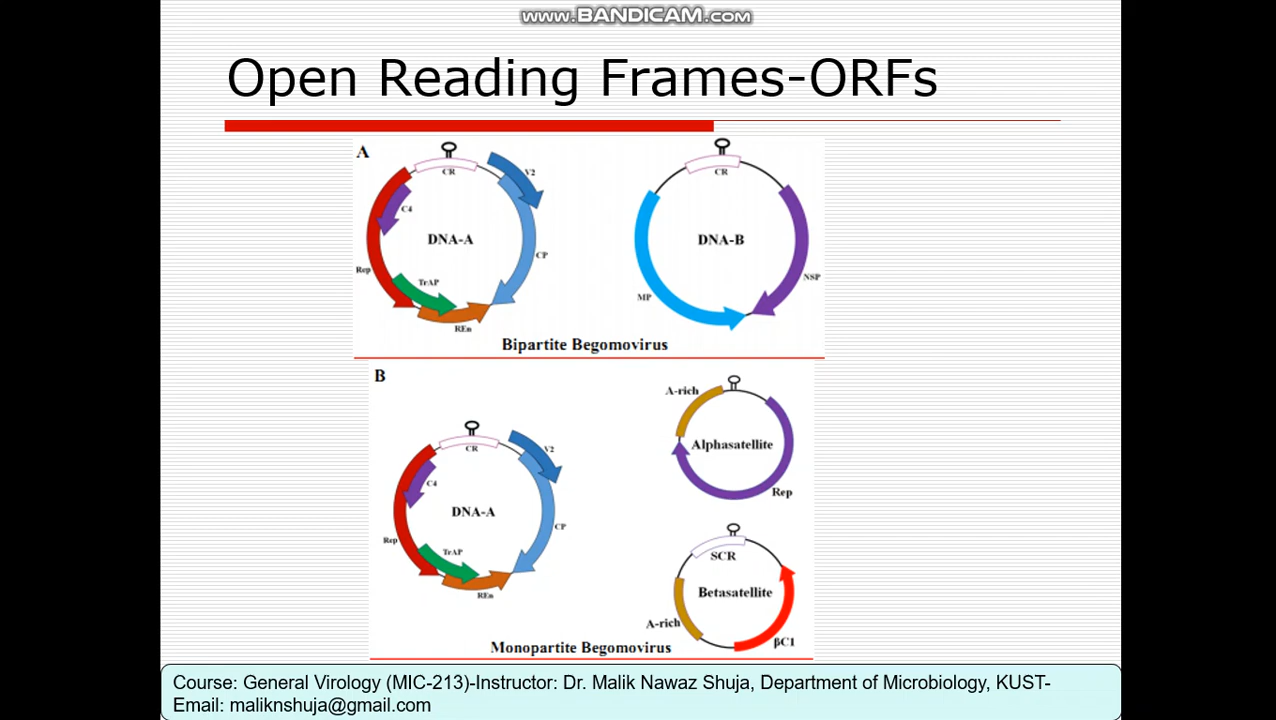 www.BANDICAM.com
Open Reading Frames-ORFs
A
CR
V2
C4
DNA-A
CP
Rep
TrAP
REn
CR
DNA-B
MP
NSP
Bipartite Begomovirus
B
CR
V2
C4
DNA-A
CP
Rep
TrAP
REn
A-rich
Alphasatellite
Rep
SCR
Betasatellite
A-rich
βC1
Monopartite Begomovirus
Course: General Virology (MIC-213)-Instructor: Dr. Malik Nawaz Shuja, Department of Microbiology, KUST-
Email: maliknshuja@gmail.com